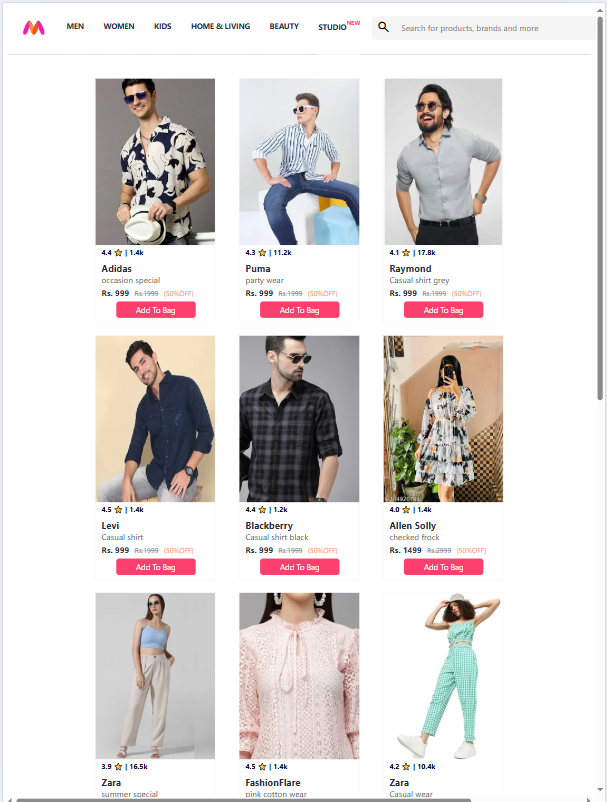 MEN WOMEN KIDS HOME & LIVING BEAUTY STUDIO NEW Search for products, brands and more
4.4 | 1.4k
Adidas
occasion special
Rs. 999 Rs.1999 (50%OFF)
Add To Bag
4.3 | 11.2k
Puma
party wear
Rs. 999 Rs.1999 (50%OFF)
Add To Bag
4.1 | 17.8k
Raymond
Casual shirt grey
Rs. 999 Rs.1999 (50%OFF)
Add To Bag
4.5 | 1.4k
Levi
Casual shirt
Rs. 999 Rs.1999 (50%OFF)
Add To Bag
4.4 | 1.2k
Blackberry
Casual shirt black
Rs. 999 Rs.1999 (50%OFF)
Add To Bag
4.0 | 1.4k
Allen Solly
checked frock
Rs. 1499 Rs.2999 (50%OFF)
Add To Bag
3.9 | 16.5k
Zara
summer special
4.5 | 1.4k
FashionFlare
pink cotton wear
4.2 | 10.4k
Zara
Casual wear